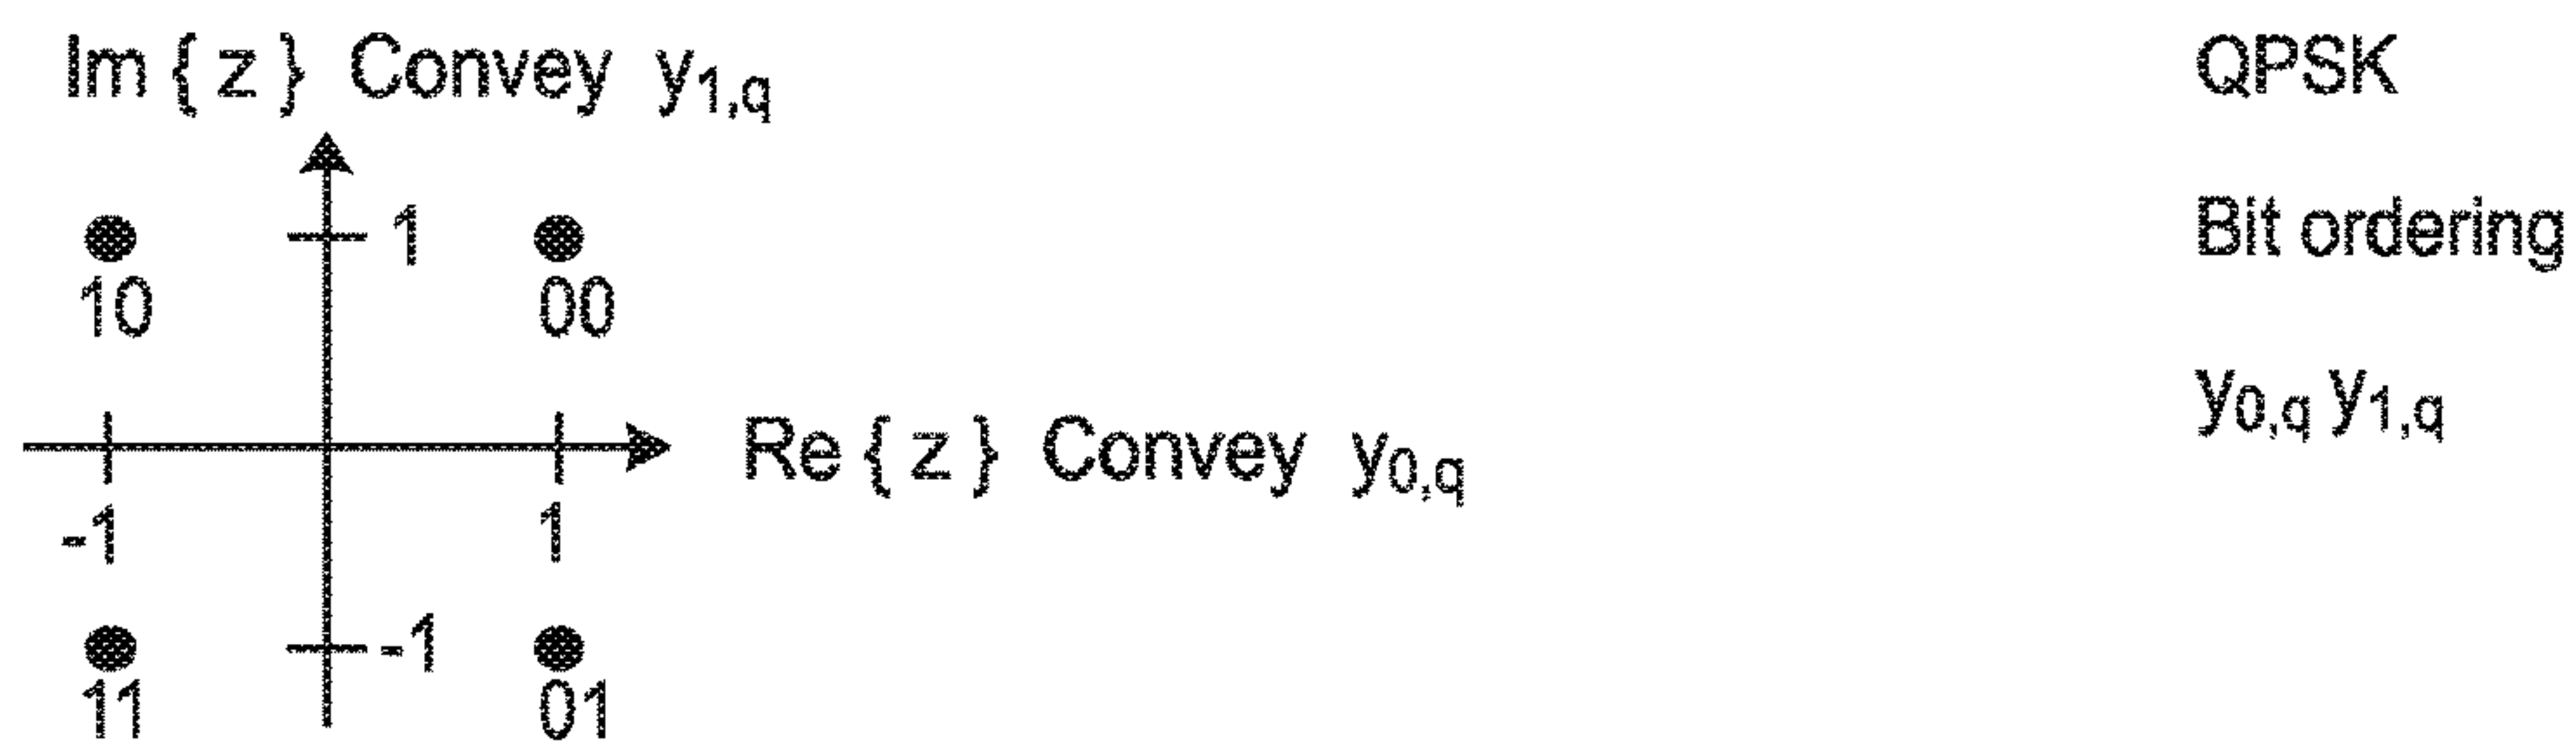 Im { z } Convey y1,q
QPSK
1
Bit ordering
10
00
y0,q y1,q
Re { z } Convey y0,q
-1
1
-1
11
01